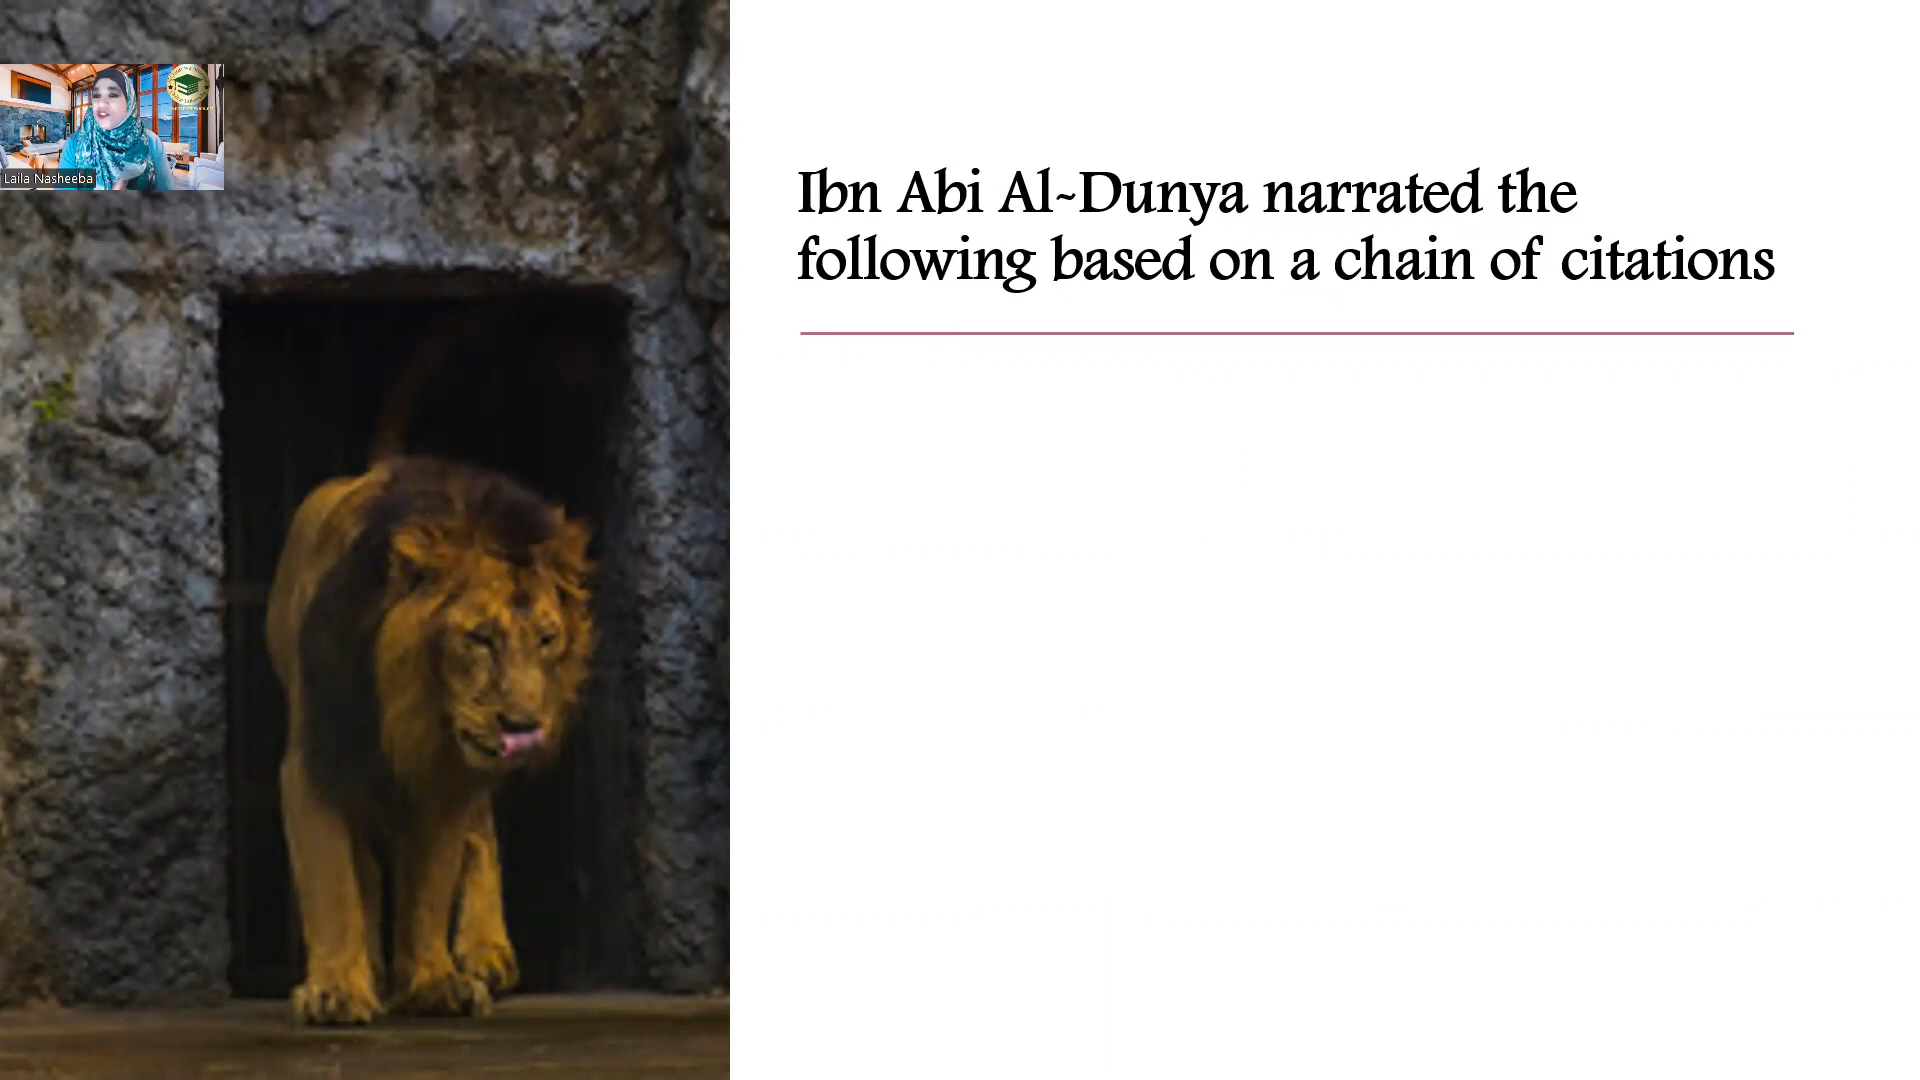 Laila Nasheeba
Ibn Abi Al-Dunya narrated the
following based on a chain of citations